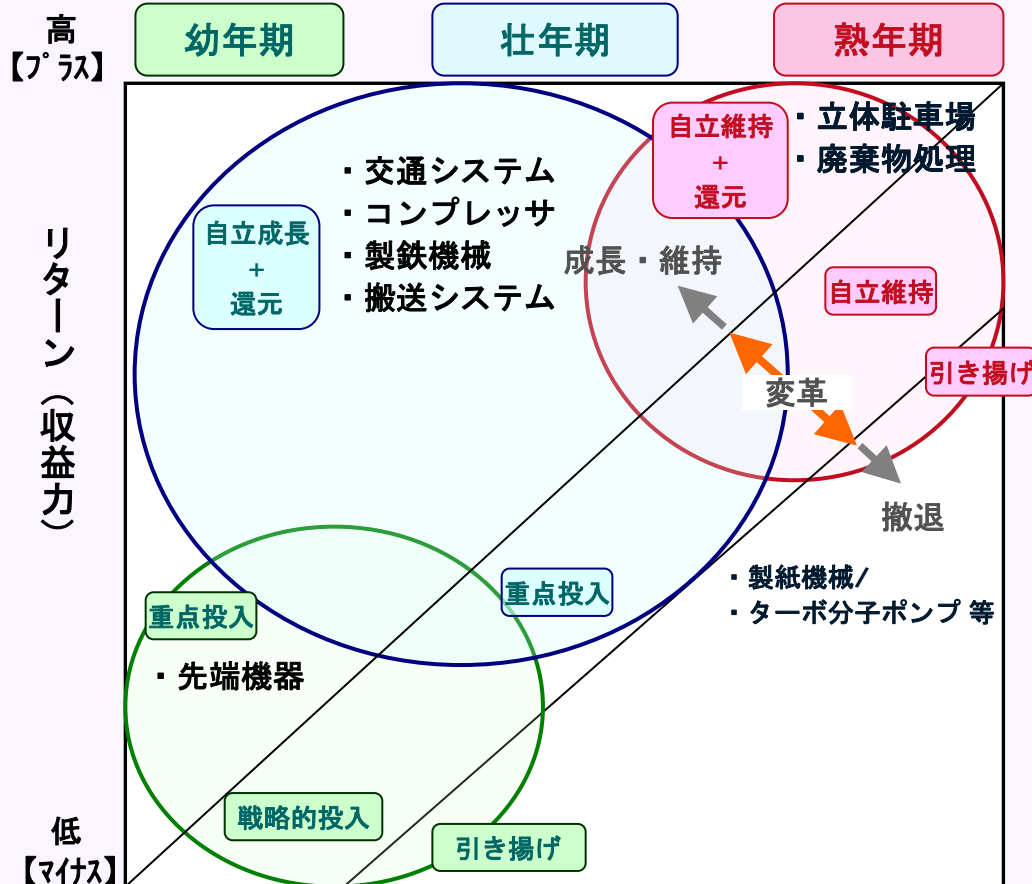 高
【プラス】
幼年期
壮年期
熟年期
自立維持
+
還元
・立体駐車場
・廃棄物処理
・交通システム
・コンプレッサ
・製鉄機械
・搬送システム
自立成長
+
還元
リターン（収益力）
成長・維持
自立維持
引き揚げ
変革
撤退
・製紙機械/
・ターボ分子ポンプ 等
重点投入
重点投入
・先端機器
戦略的投入
引き揚げ
低
【マイナス】